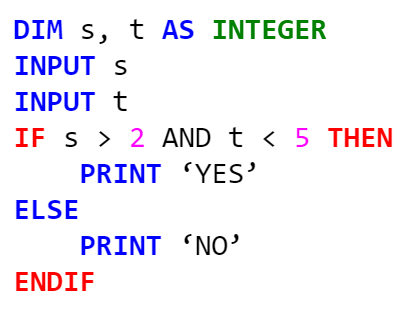 DIM s, t AS INTEGER
INPUT s
INPUT t
IF s > 2 AND t < 5 THEN
    PRINT ‘YES’
ELSE
    PRINT ‘NO’
ENDIF